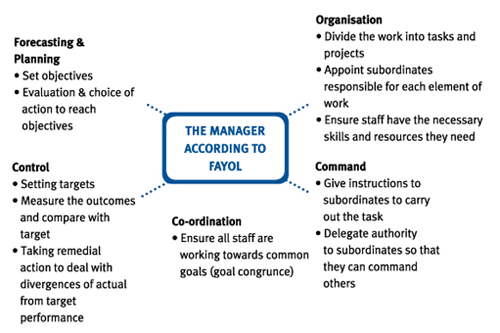 Forecasting &
Planning
• Set objectives
• Evaluation & choice of
action to reach
objectives
Organisation
• Divide the work into tasks and
projects
• Appoint subordinates
responsible for each element of
work
• Ensure staff have the necessary
skills and resources they need
THE MANAGER
ACCORDING TO
FAYOL
Control
• Setting targets
• Measure the outcomes
and compare with
target
• Taking remedial
action to deal with
divergences of actual
from target
performance
Co-ordination
• Ensure all staff are
working towards common
goals (goal congrunce)
Command
• Give instructions to
subordinates to carry
out the task
• Delegate authority
to subordinates so that
they can command
others